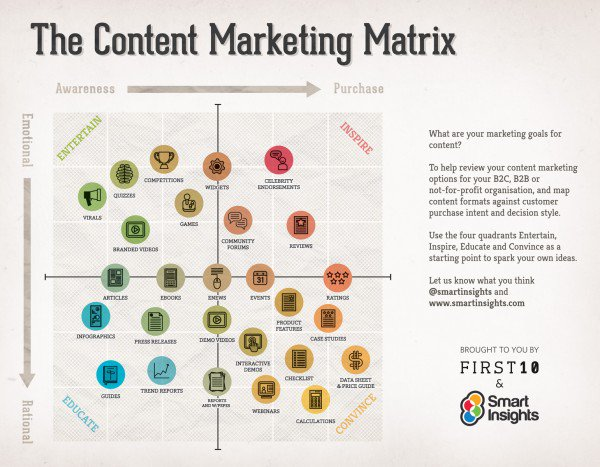 The Content Marketing Matrix
Awareness
Purchase
Emotional
Rational
ENTERTAIN
INSPIRE
COMPETITIONS
QUIZZES
WIDGETS
CELEBRITY
ENDORSEMENTS
VIRALS
GAMES
BRANDED VIDEOS
COMMUNITY
FORUMS
REVIEWS
ARTICLES
EBOOKS
ENEWS
31
EVENTS
RATINGS
INFOGRAPHICS
PRESS RELEASES
DEMO VIDEOS
PRODUCT
FEATURES
CASE STUDIES
INTERACTIVE
DEMOS
GUIDES
TREND REPORTS
REPORTS
AND W/PAPERS
CHECKLIST
DATA SHEET
& PRICE GUIDE
WEBINARS
CALCULATIONS
EDUCATE
CONVINCE
What are your marketing goals for
content?
To help review your content marketing
options for your B2C, B2B or
not-for-profit organisation, and map
content formats against customer
purchase intent and decision style.
Use the four quadrants Entertain,
Inspire, Educate and Convince as a
starting point to spark your own ideas.
Let us know what you think
@smartinsights and
www.smartinsights.com
BROUGHT TO YOU BY
FIRST10
&
Smart
Insights